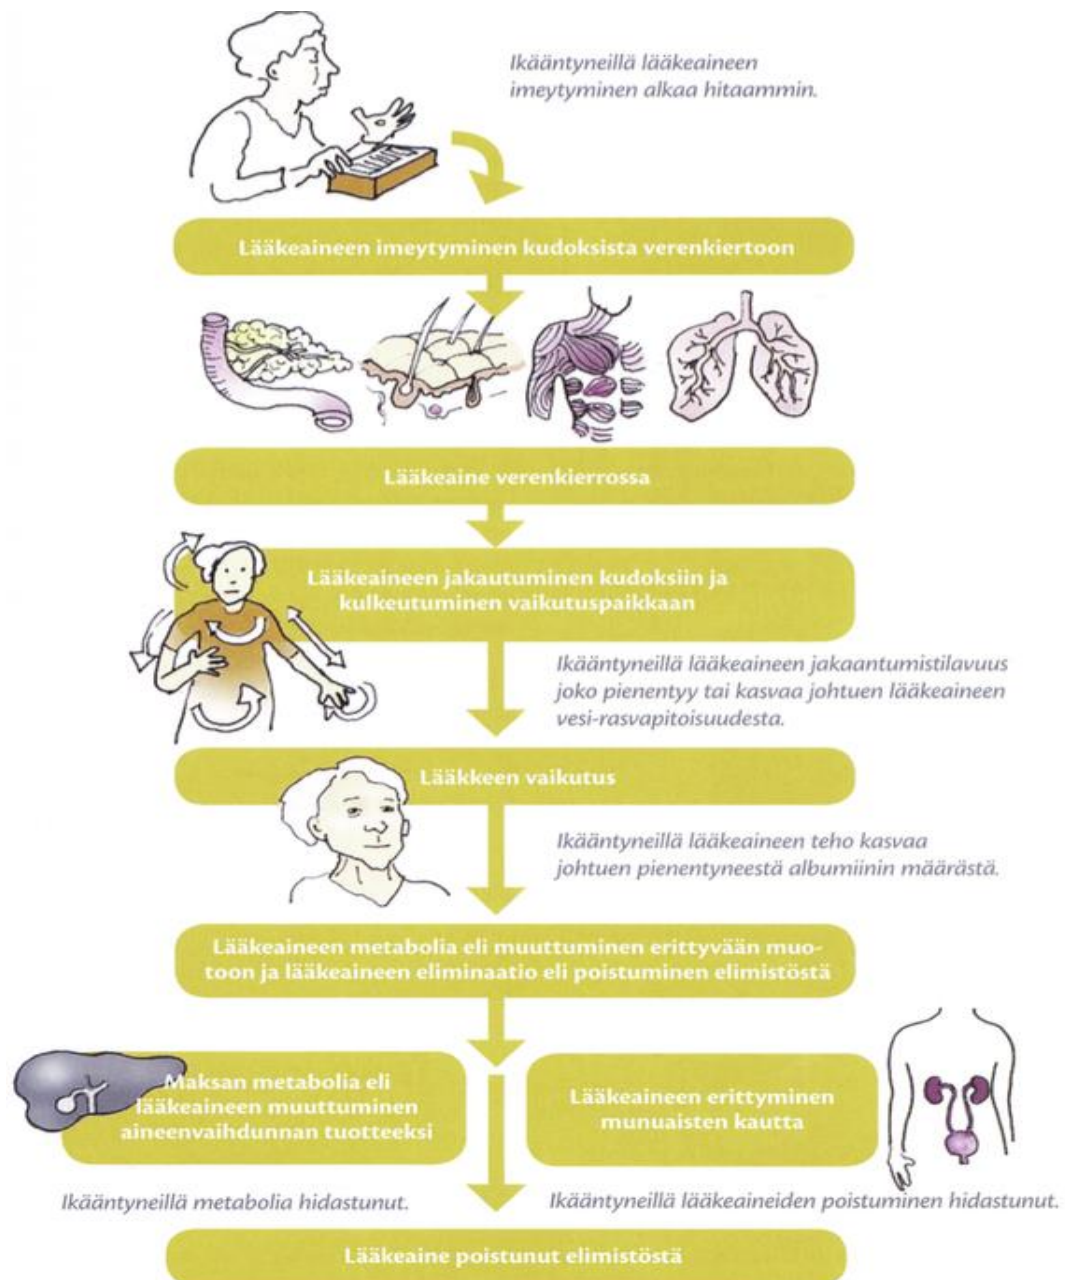 Ikääntyneillä lääkeaineen
imeytyminen alkaa hitaammin.
Lääkeaineen imeytyminen kudoksista verenkiertoon
Lääkeaine verenkierrossa
Lääkeaineen jakautuminen kudoksiin ja
kulkeutuminen vaikutuspaikkaan
Ikääntyneillä lääkeaineen jakaantumistilavuus
joko pienentyy tai kasvaa johtuen lääkeaineen
vesi-rasvapitoisuudesta.
Lääkkeen vaikutus
Ikääntyneillä lääkeaineen teho kasvaa
johtuen pienentyneestä albumiinin määrästä.
Lääkeaineen metabolia eli muuttuminen erittyvään muo-
toon ja lääkeaineen eliminaatio eli poistuminen elimistöstä
Maksan metabolia eli
lääkeaineen muuttuminen
aineenvaihdunnan tuotteeksi
Lääkeaineen erittyminen
munuaisten kautta
Ikääntyneillä metabolia hidastunut.
Ikääntyneillä lääkeaineiden poistuminen hidastunut.
Lääkeaine poistunut elimistöstä